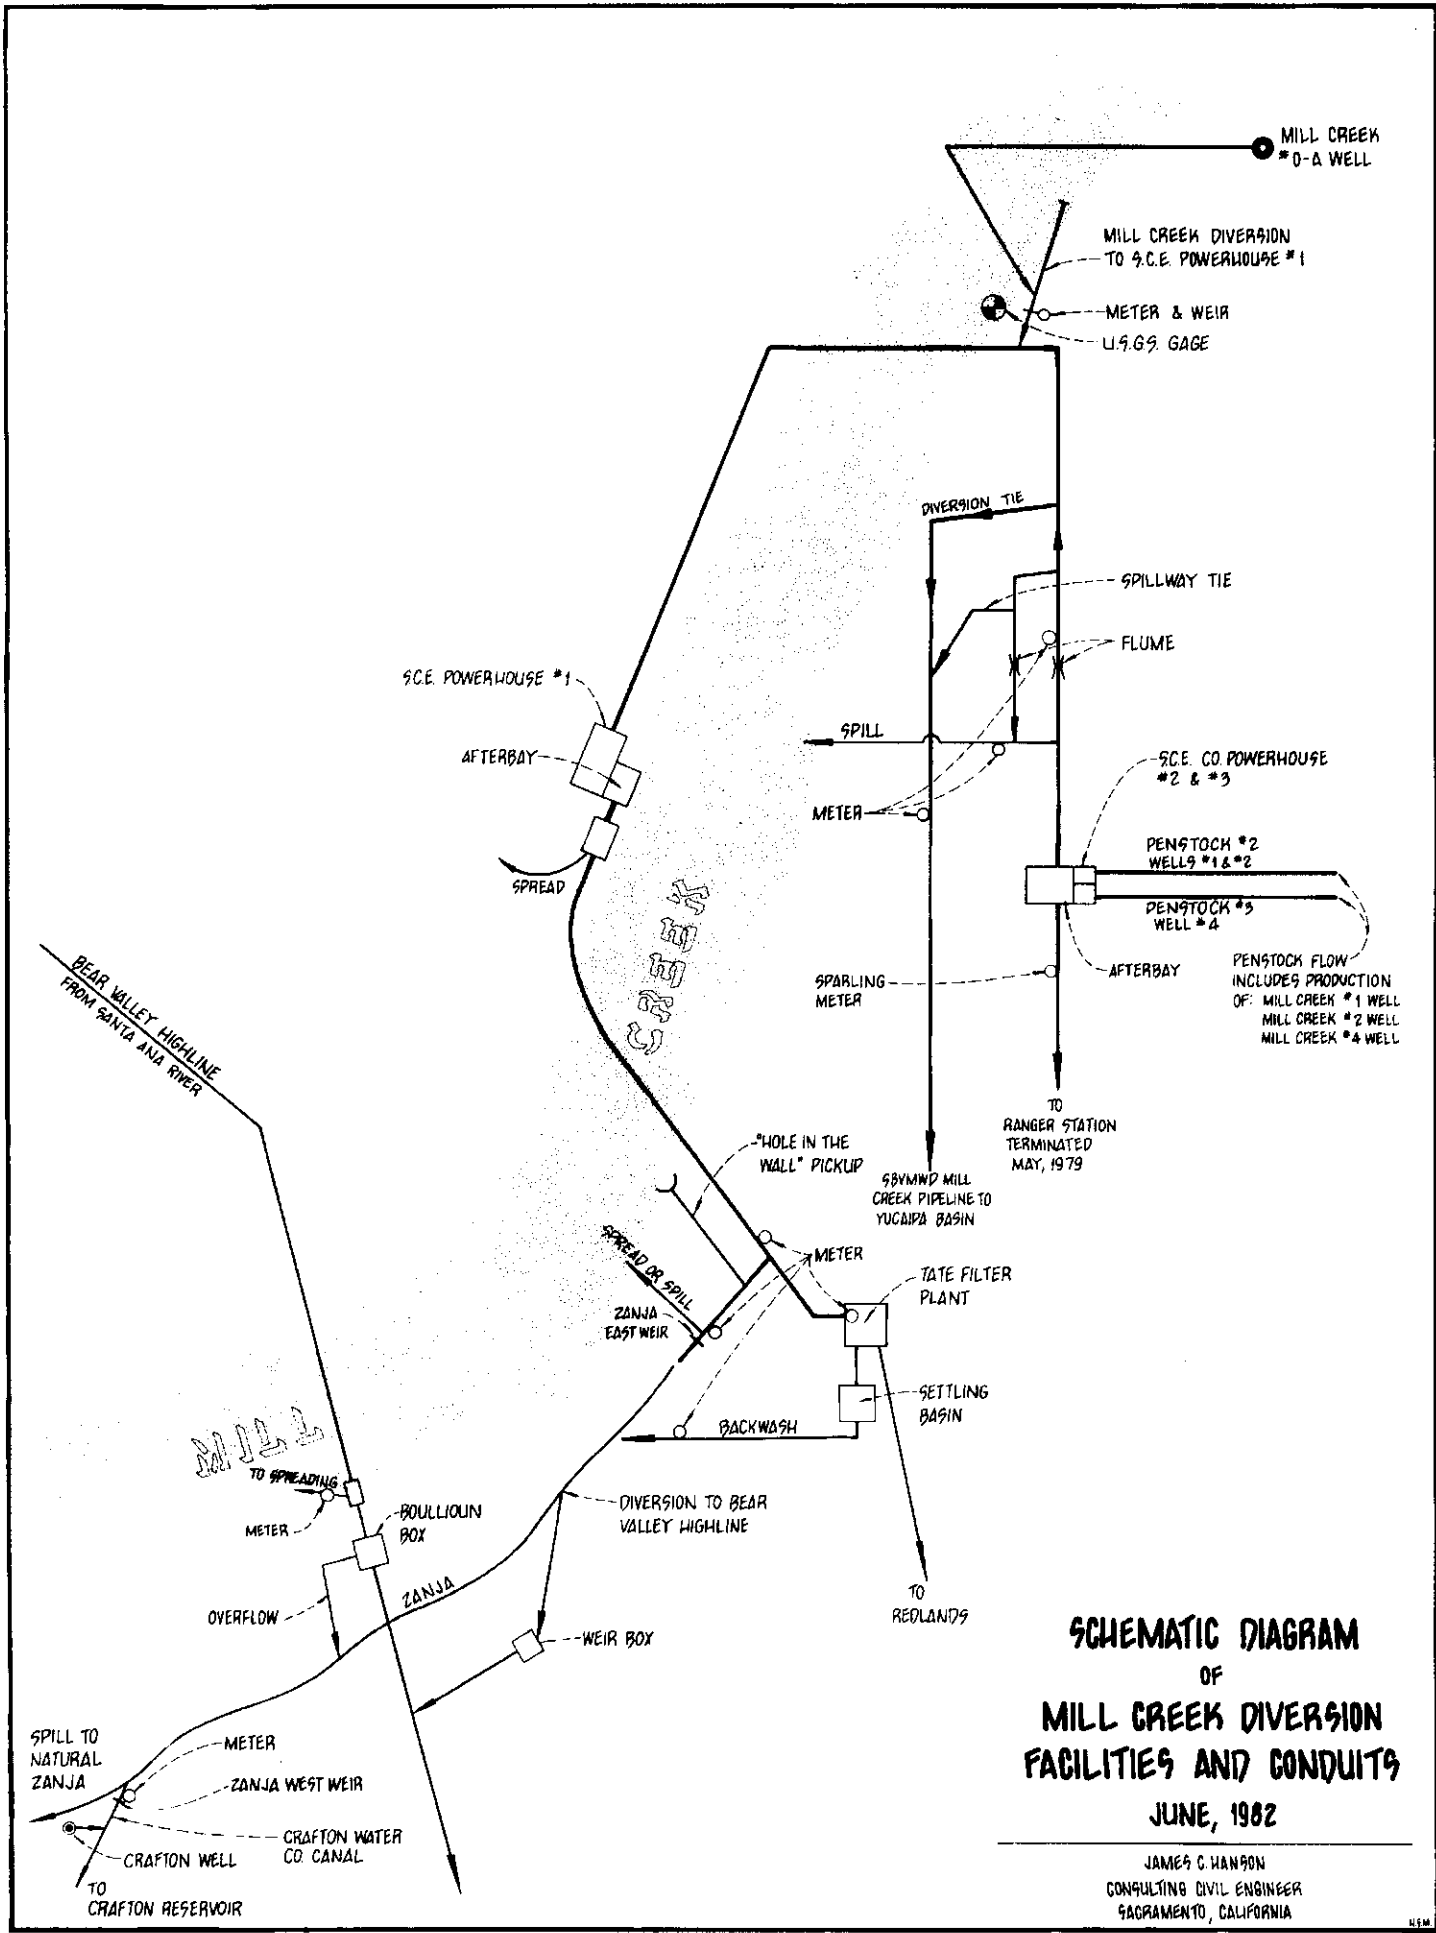 MILL CREEK
#0-A WELL
MILL CREEK DIVERSION
TO S.C.E. POWERHOUSE #1
METER & WEIR
U.S.G.S. GAGE
DIVERSION TIE
SPILLWAY TIE
FLUME
S.C.E. POWERHOUSE #1
AFTERBAY
SPILL
S.C.E. CO. POWERHOUSE
#2 & #3
METER
PENSTOCK #2
WELLS #1 & #2
SPREAD
PENSTOCK #3
WELL #4
CREEK
AFTERBAY
PENSTOCK FLOW
INCLUDES PRODUCTION
OF: MILL CREEK #1 WELL
MILL CREEK #2 WELL
MILL CREEK #4 WELL
SPARLING
METER
BEAR VALLEY HIGHLINE
FROM SANTA ANA RIVER
TO
RANGER STATION
TERMINATED
MAY, 1979
"HOLE IN THE
WALL" PICKUP
SBVMWD MILL
CREEK PIPELINE TO
YUCAIPA BASIN
SPREAD OR SPILL
METER
TATE FILTER
PLANT
ZANJA
EAST WEIR
SETTLING
BASIN
BACKWASH
MILL
TO SPREADING
METER
BOULLIOUN
BOX
DIVERSION TO BEAR
VALLEY HIGHLINE
ZANJA
OVERFLOW
WEIR BOX
TO
REDLANDS
SPILL TO
NATURAL
ZANJA
METER
ZANJA WEST WEIR
CRAFTON WATER
CO. CANAL
CRAFTON WELL
TO
CRAFTON RESERVOIR
SCHEMATIC DIAGRAM
OF
MILL CREEK DIVERSION
FACILITIES AND CONDUITS
JUNE, 1982
JAMES C. HANSON
CONSULTING CIVIL ENGINEER
SACRAMENTO, CALIFORNIA